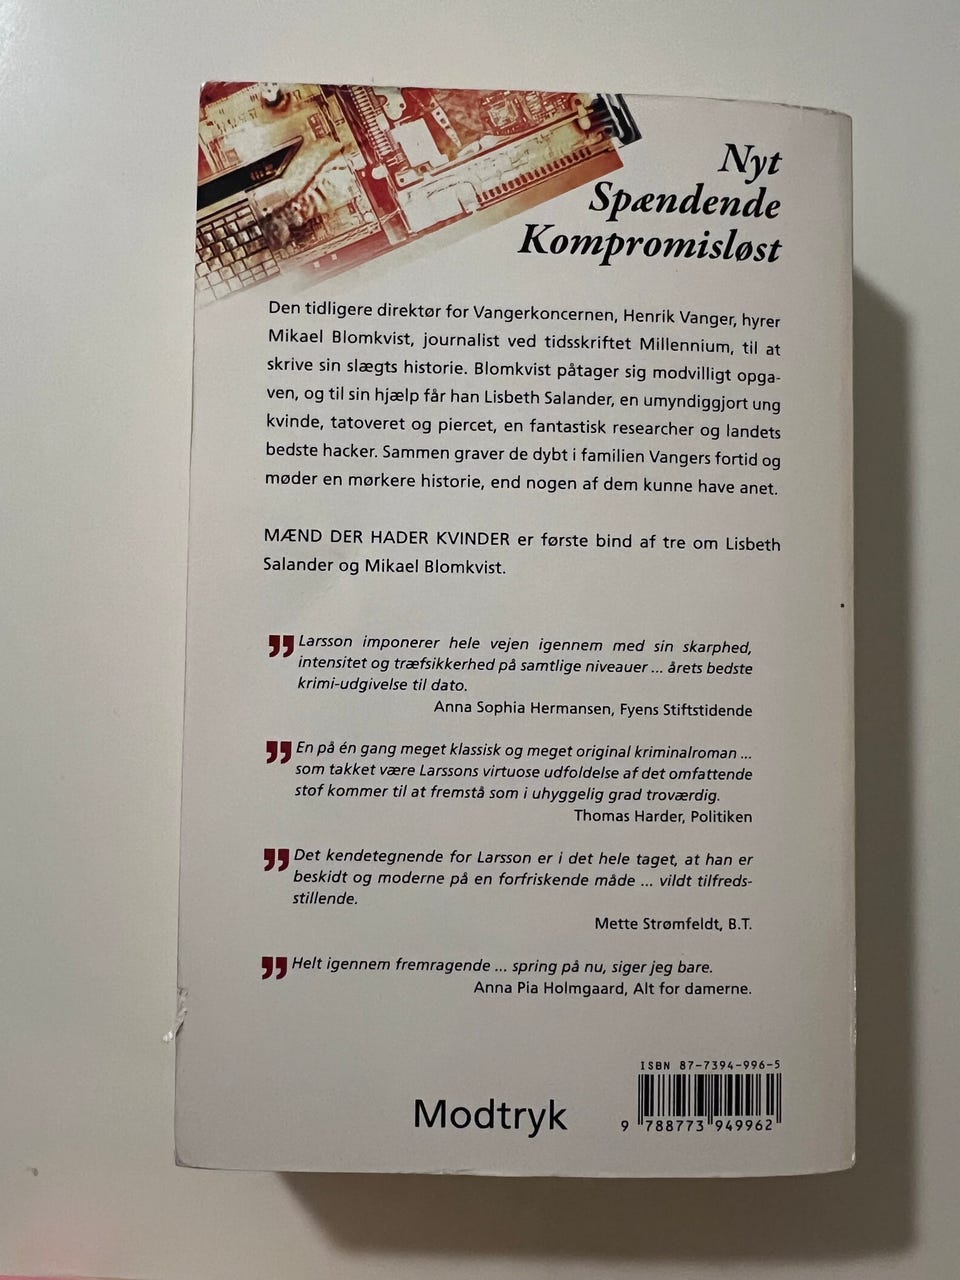 Nyt
Spændende
Kompromisløst
Den tidligere direktør for Vangerkoncernen, Henrik Vanger, hyrer
Mikael Blomkvist, journalist ved tidsskriftet Millennium, til at
skrive sin slægts historie. Blomkvist påtager sig modvilligt opga-
ven, og til sin hjælp får han Lisbeth Salander, en umyndiggjort ung
kvinde, tatoveret og piercet, en fantastisk researcher og landets
bedste hacker. Sammen graver de dybt i familien Vangers fortid og
møder en mørkere historie, end nogen af dem kunne have anet.
MÆND DER HADER KVINDER er første bind af tre om Lisbeth
Salander og Mikael Blomkvist.
❞ Larsson imponerer hele vejen igennem med sin skarphed,
intensitet og træfsikkerhed på samtlige niveauer ... årets bedste
krimi-udgivelse til dato.
Anna Sophia Hermansen, Fyens Stiftstidende
❞ En på én gang meget klassisk og meget original kriminalroman ...
som takket være Larssons virtuose udfoldelse af det omfattende
stof kommer til at fremstå som i uhyggelig grad troværdig.
Thomas Harder, Politiken
❞ Det kendetegnende for Larsson er i det hele taget, at han er
beskidt og moderne på en forfriskende måde ... vildt tilfreds-
stillende.
Mette Strømfeldt, B.T.
❞ Helt igennem fremragende ... spring på nu, siger jeg bare.
Anna Pia Holmgaard, Alt for damerne.
Modtryk
ISBN 87-7394-996-5
9 788773 949962